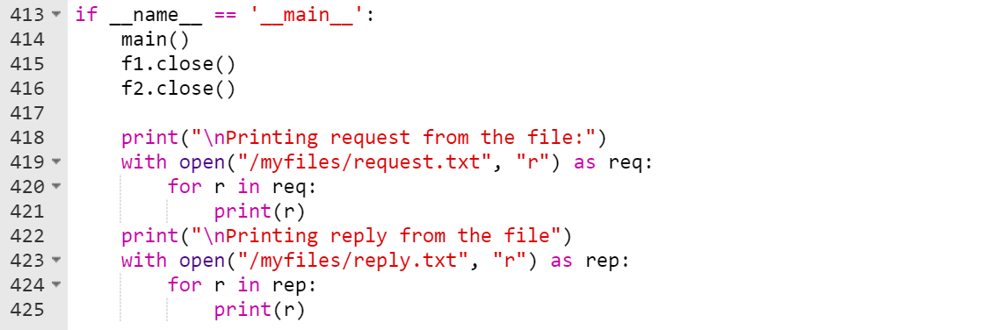 413 if __name__ == '__main__':
414     main()
415     f1.close()
416     f2.close()
417
418     print("\nPrinting request from the file:")
419     with open("/myfiles/request.txt", "r") as req:
420         for r in req:
421             print(r)
422     print("\nPrinting reply from the file")
423     with open("/myfiles/reply.txt", "r") as rep:
424         for r in rep:
425             print(r)